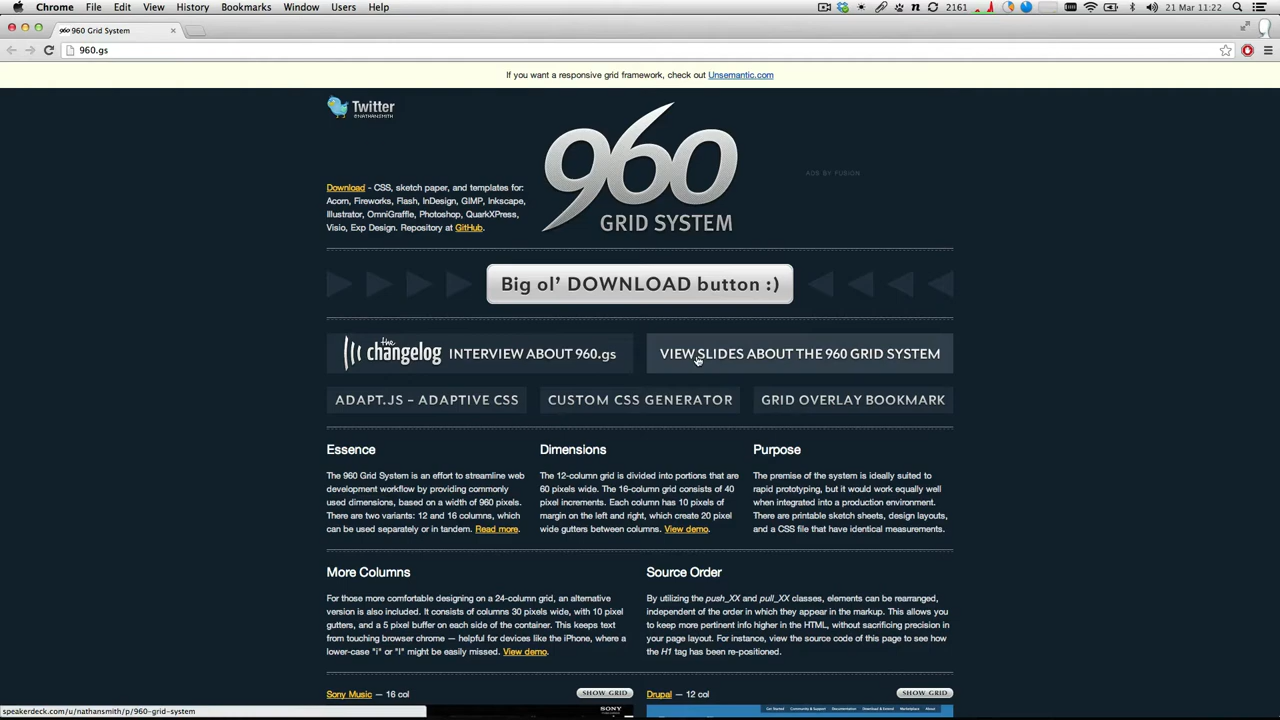 Chrome File Edit View History Bookmarks Window Users Help 2161 21 Mar 11:22
960 Grid System
960.gs
If you want a responsive grid framework, check out Unsemantic.com
Twitter
@NATHANSMITH
960
GRID SYSTEM
ADS BY FUSION
Download - CSS, sketch paper, and templates for:
Acorn, Fireworks, Flash, InDesign, GIMP, Inkscape,
Illustrator, OmniGraffle, Photoshop, QuarkXPress,
Visio, Exp Design. Repository at GitHub.
Big ol' DOWNLOAD button :)
the changelog INTERVIEW ABOUT 960.gs
VIEW SLIDES ABOUT THE 960 GRID SYSTEM
ADAPT.JS – ADAPTIVE CSS
CUSTOM CSS GENERATOR
GRID OVERLAY BOOKMARK
Essence
The 960 Grid System is an effort to streamline web
development workflow by providing commonly
used dimensions, based on a width of 960 pixels.
There are two variants: 12 and 16 columns, which
can be used separately or in tandem. Read more.
Dimensions
The 12-column grid is divided into portions that are
60 pixels wide. The 16-column grid consists of 40
pixel increments. Each column has 10 pixels of
margin on the left and right, which create 20 pixel
wide gutters between columns. View demo.
Purpose
The premise of the system is ideally suited to
rapid prototyping, but it would work equally well
when integrated into a production environment.
There are printable sketch sheets, design layouts,
and a CSS file that have identical measurements.
More Columns
For those more comfortable designing on a 24-column grid, an alternative
version is also included. It consists of columns 30 pixels wide, with 10 pixel
gutters, and a 5 pixel buffer on each side of the container. This keeps text
from touching browser chrome — helpful for devices like the iPhone, where a
lower-case "i" or "l" might be easily missed. View demo.
Source Order
By utilizing the push_XX and pull_XX classes, elements can be rearranged,
independent of the order in which they appear in the markup. This allows you
to keep more pertinent info higher in the HTML, without sacrificing precision in
your page layout. For instance, view the source code of this page to see how
the H1 tag has been re-positioned.
Sony Music — 16 col
SHOW GRID
Drupal — 12 col
SHOW GRID
SONY
Get Started Community & Support Documentation Download & Extend Marketplace About
speakerdeck.com/u/nathansmith/p/960-grid-system